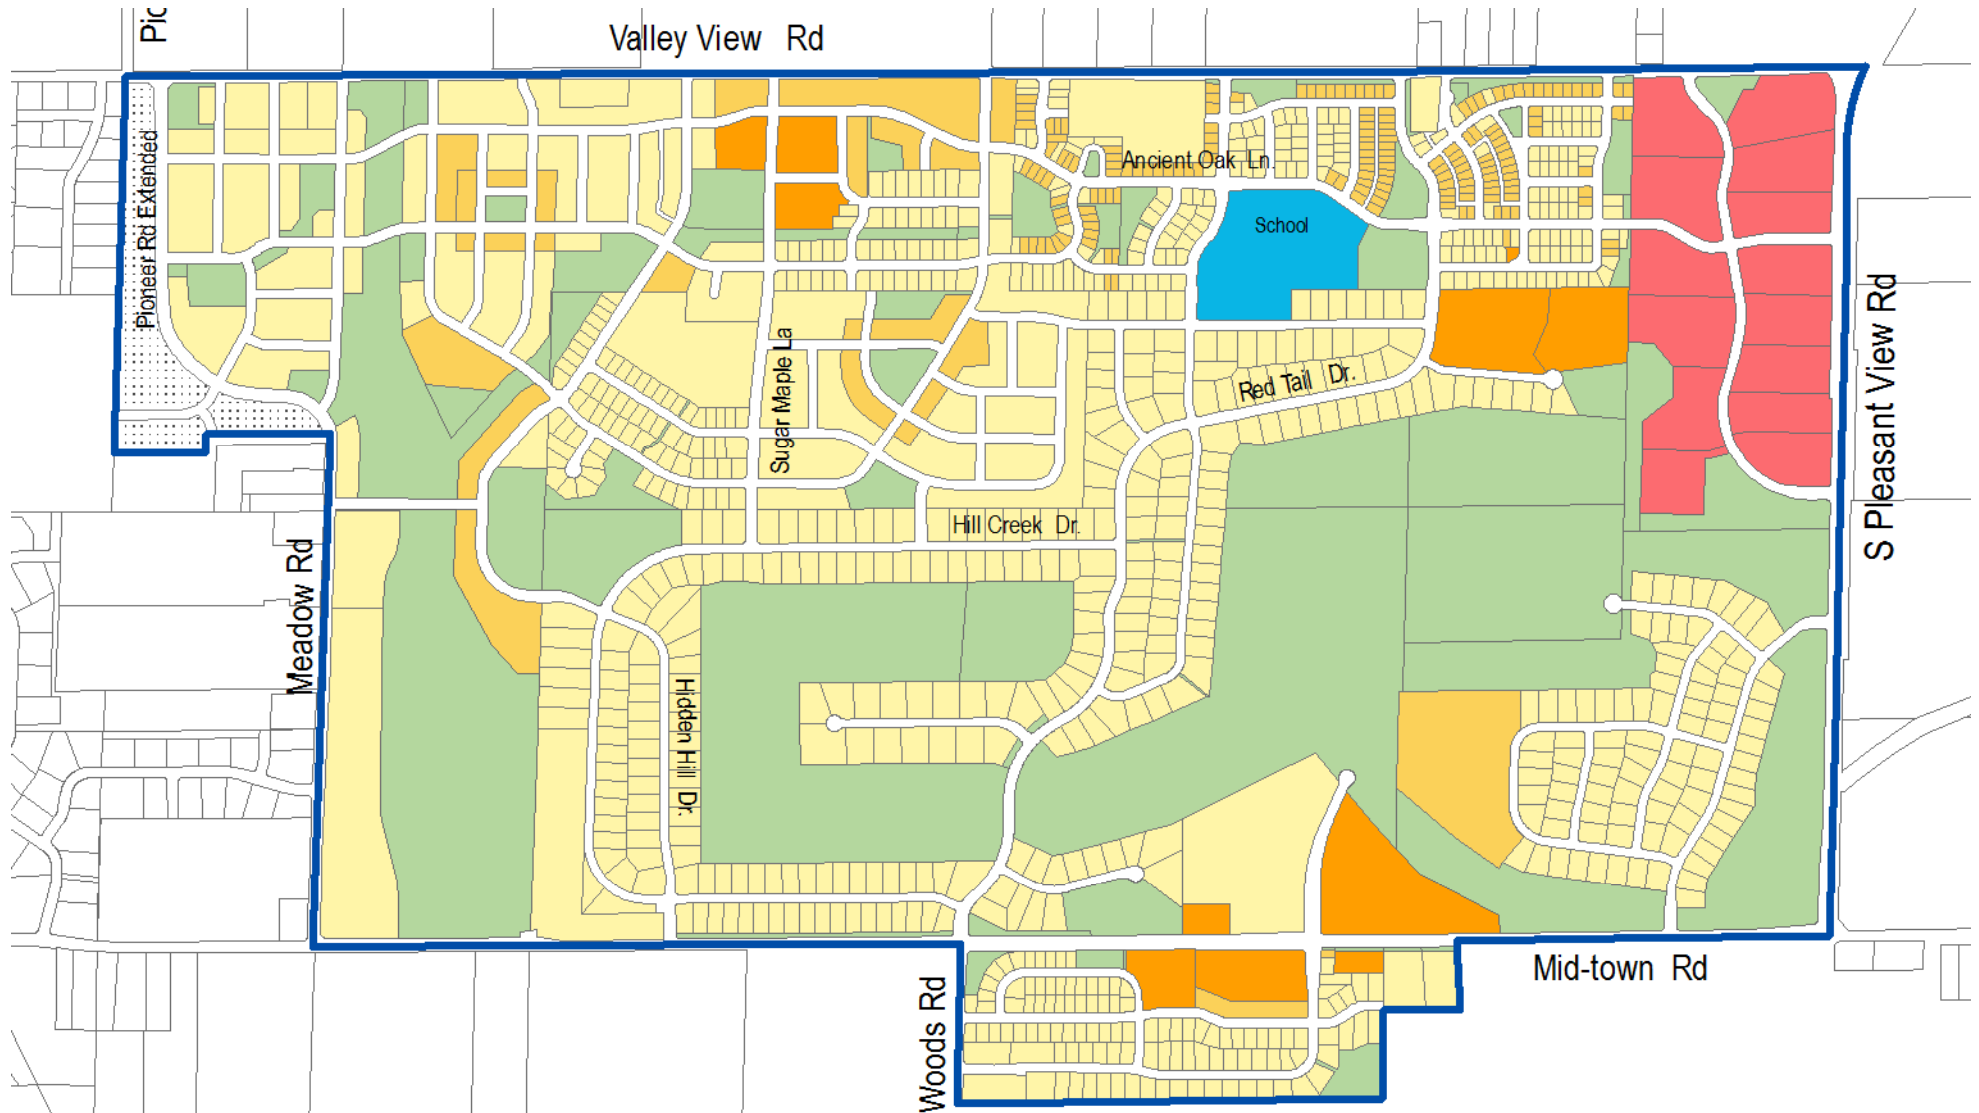 Pic
Valley View Rd
Pioneer Rd Extended
Ancient Oak Ln.
School
S Pleasant View Rd
Sugar Maple La
Red Tail Dr.
Hill Creek Dr.
Meadow Rd
Hidden Hill Dr.
Mid-town Rd
Woods Rd